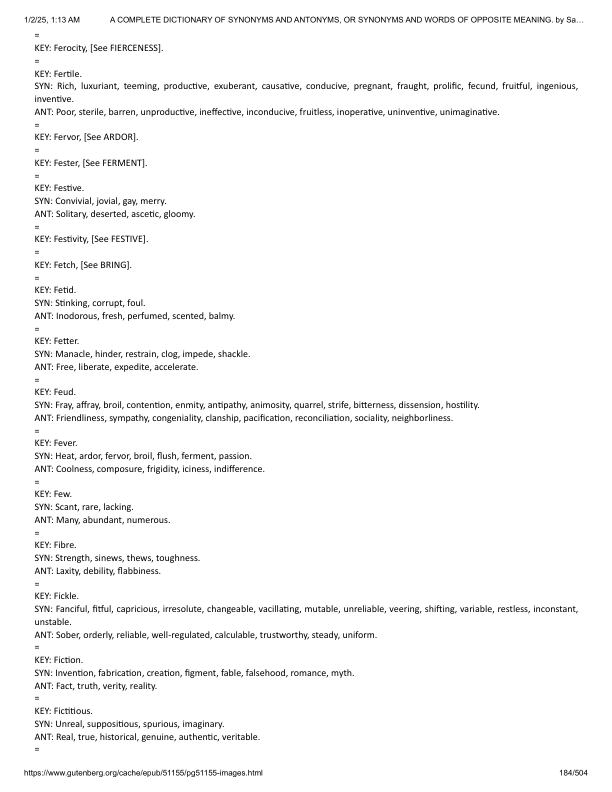 1/2/25, 1:13 AM A COMPLETE DICTIONARY OF SYNONYMS AND ANTONYMS, OR SYNONYMS AND WORDS OF OPPOSITE MEANING. by Sa…
=
KEY: Ferocity, [See FIERCENESS].
=
KEY: Fertile.
SYN: Rich, luxuriant, teeming, productive, exuberant, causative, conducive, pregnant, fraught, prolific, fecund, fruitful, ingenious,
inventive.
ANT: Poor, sterile, barren, unproductive, ineffective, inconducive, fruitless, inoperative, uninventive, unimaginative.
=
KEY: Fervor, [See ARDOR].
=
KEY: Fester, [See FERMENT].
=
KEY: Festive.
SYN: Convivial, jovial, gay, merry.
ANT: Solitary, deserted, ascetic, gloomy.
=
KEY: Festivity, [See FESTIVE].
=
KEY: Fetch, [See BRING].
=
KEY: Fetid.
SYN: Stinking, corrupt, foul.
ANT: Inodorous, fresh, perfumed, scented, balmy.
=
KEY: Fetter.
SYN: Manacle, hinder, restrain, clog, impede, shackle.
ANT: Free, liberate, expedite, accelerate.
=
KEY: Feud.
SYN: Fray, affray, broil, contention, enmity, antipathy, animosity, quarrel, strife, bitterness, dissension, hostility.
ANT: Friendliness, sympathy, congeniality, clanship, pacification, reconciliation, sociality, neighborliness.
=
KEY: Fever.
SYN: Heat, ardor, fervor, broil, flush, ferment, passion.
ANT: Coolness, composure, frigidity, iciness, indifference.
=
KEY: Few.
SYN: Scant, rare, lacking.
ANT: Many, abundant, numerous.
=
KEY: Fibre.
SYN: Strength, sinews, thews, toughness.
ANT: Laxity, debility, flabbiness.
=
KEY: Fickle.
SYN: Fanciful, fitful, capricious, irresolute, changeable, vacillating, mutable, unreliable, veering, shifting, variable, restless, inconstant,
unstable.
ANT: Sober, orderly, reliable, well-regulated, calculable, trustworthy, steady, uniform.
=
KEY: Fiction.
SYN: Invention, fabrication, creation, figment, fable, falsehood, romance, myth.
ANT: Fact, truth, verity, reality.
=
KEY: Fictitious.
SYN: Unreal, suppositious, spurious, imaginary.
ANT: Real, true, historical, genuine, authentic, veritable.
=
https://www.gutenberg.org/cache/epub/51155/pg51155-images.html 184/504